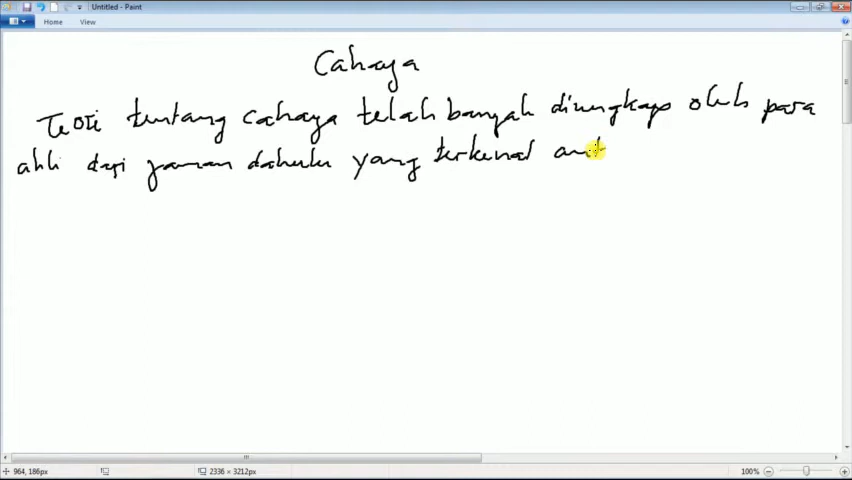 Untitled - Paint
Home View
Cahaya
Teori tentang cahaya telah banyak diungkap oleh para
ahli dari jaman dahulu yang terkenal
964, 186px
2336 × 3212px
100%